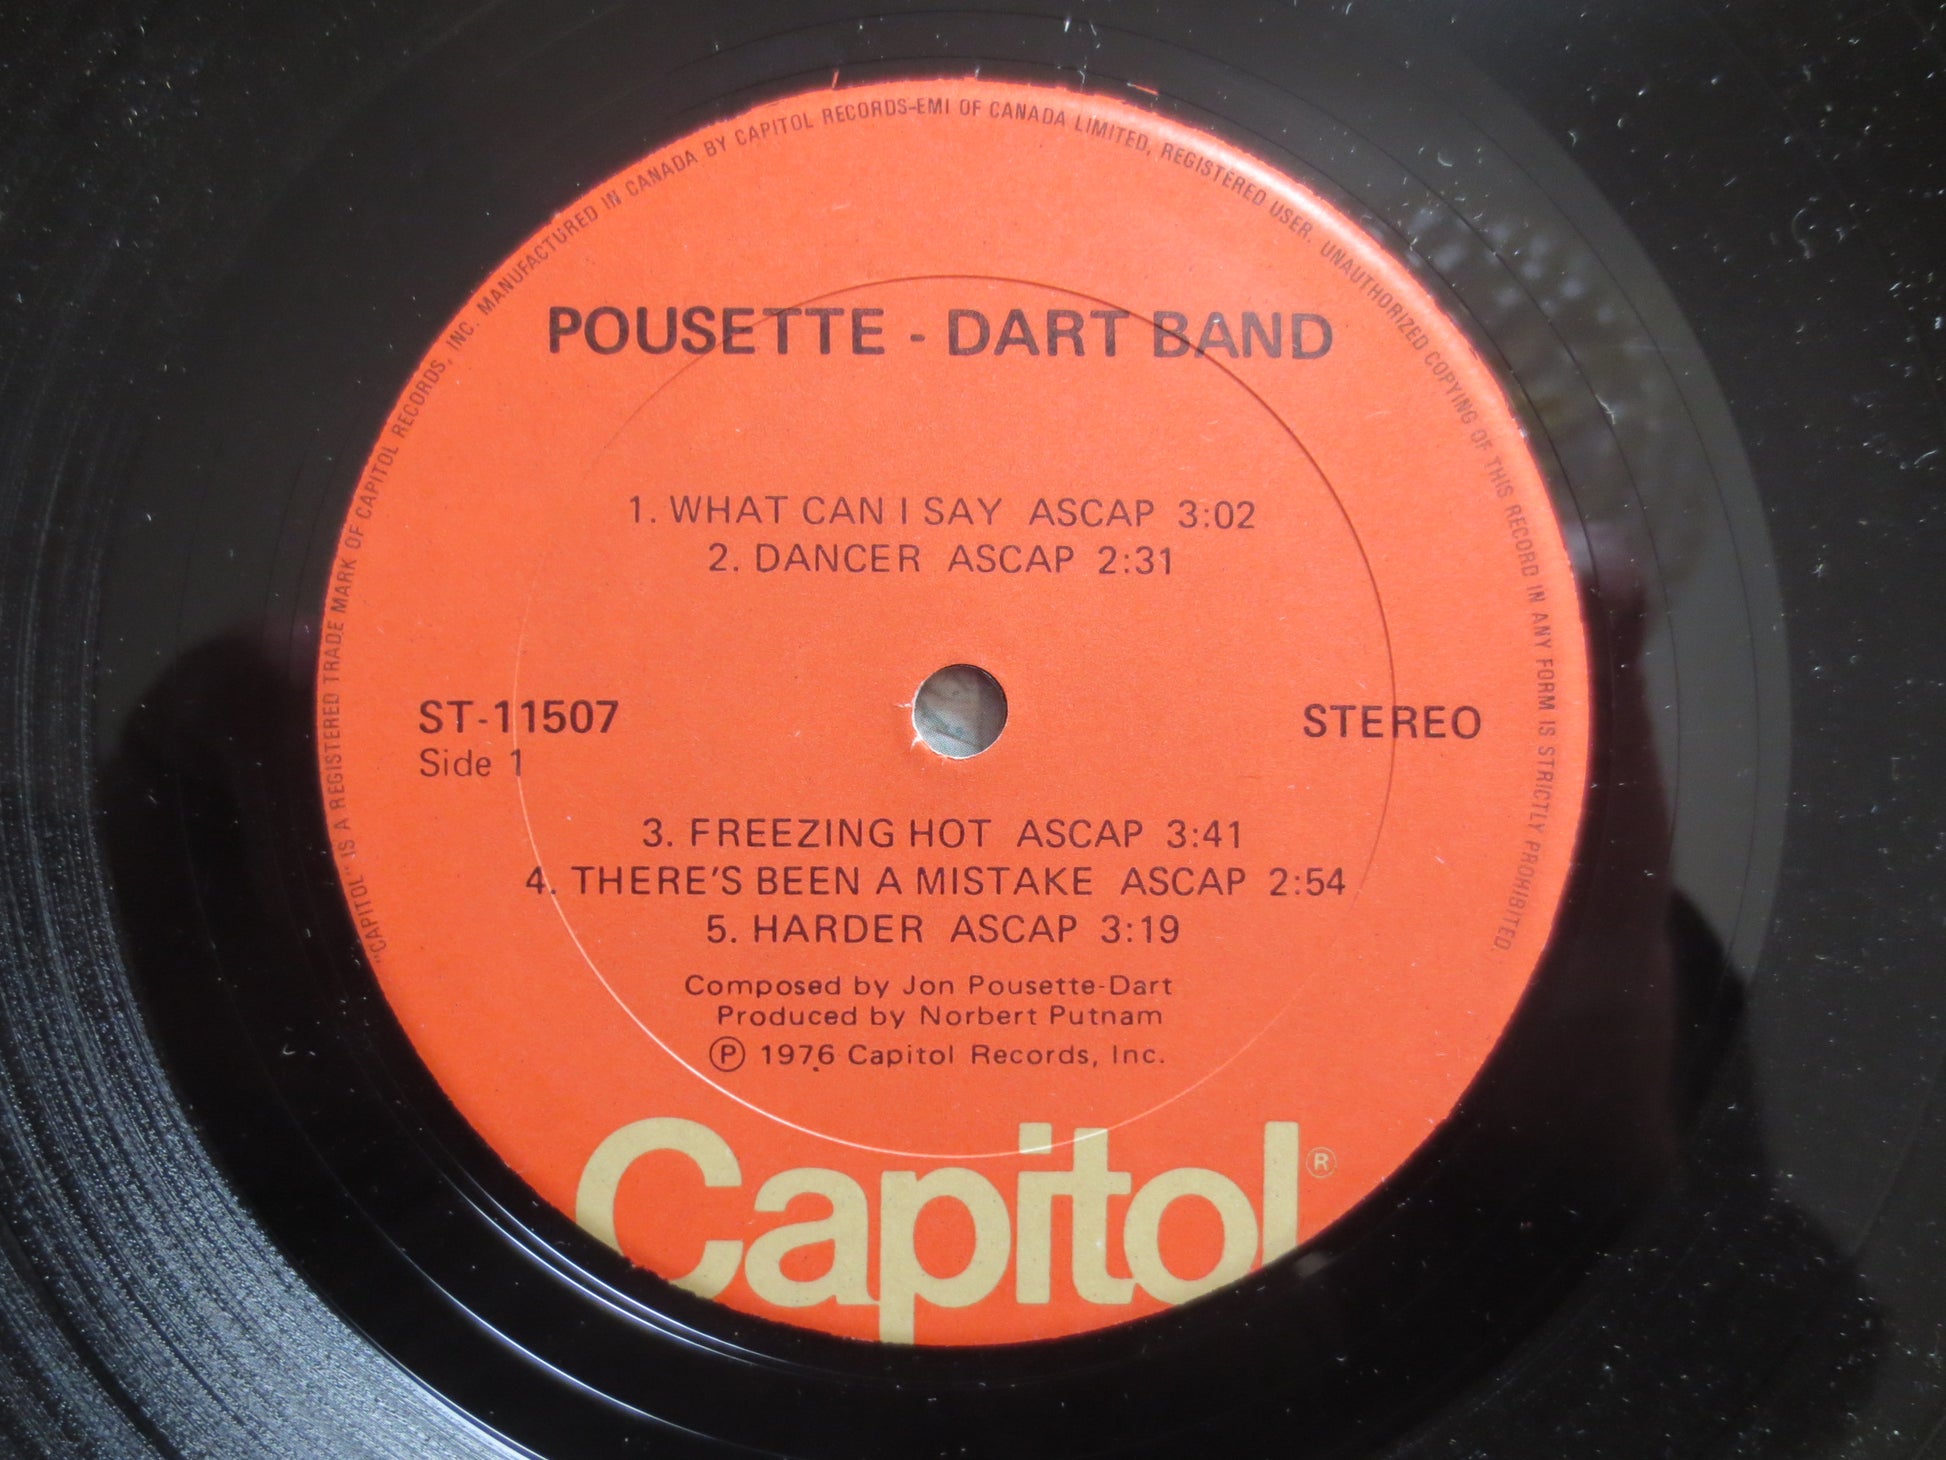 "CAPITOL" IS A REGISTERED TRADE MARK OF CAPITOL RECORDS, INC. MANUFACTURED IN CANADA BY CAPITOL RECORDS-EMI OF CANADA LIMITED, REGISTERED USER. UNAUTHORIZED COPYING OF THIS RECORD IN ANY FORM IS STRICTLY PROHIBITED.
POUSETTE - DART BAND
1. WHAT CAN I SAY ASCAP 3:02
2. DANCER ASCAP 2:31
ST-11507
Side 1
STEREO
3. FREEZING HOT ASCAP 3:41
4. THERE'S BEEN A MISTAKE ASCAP 2:54
5. HARDER ASCAP 3:19
Composed by Jon Pousette-Dart
Produced by Norbert Putnam
Ⓟ 1976 Capitol Records, Inc.
Capitol®